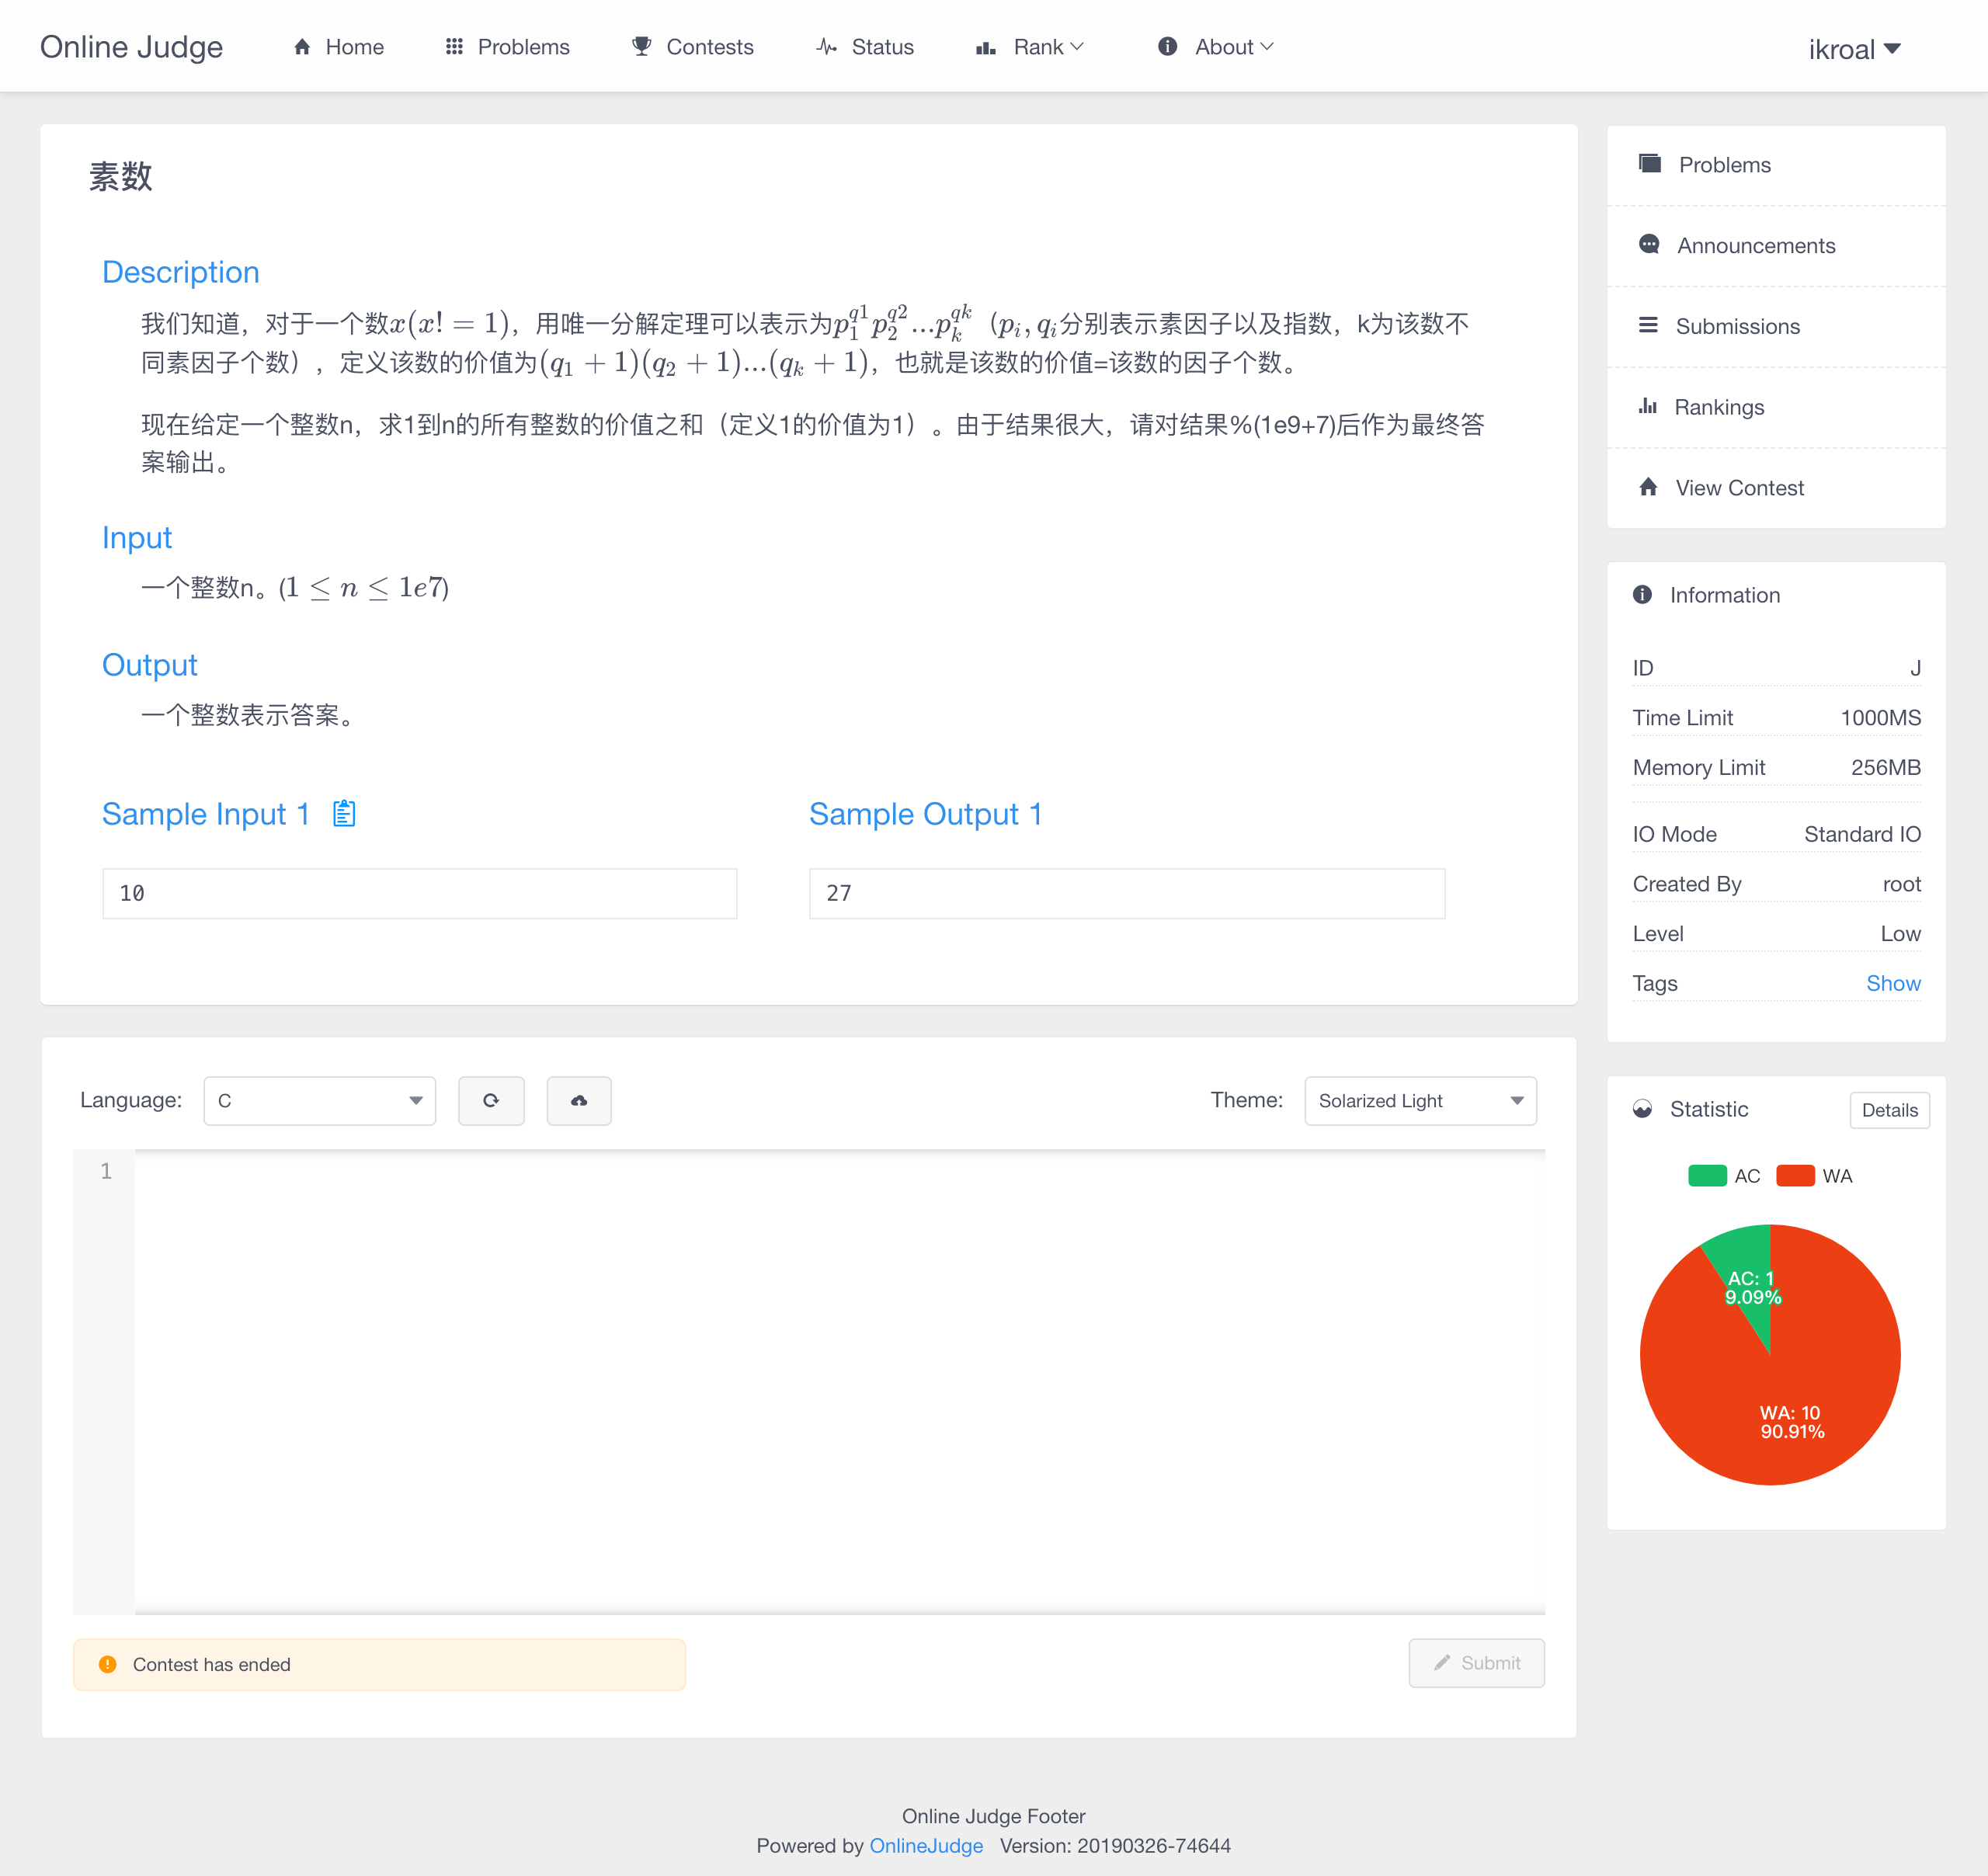 Online Judge Home Problems Contests Status Rank About ikroal
素数
Description
我们知道，对于一个数x(x! = 1)，用唯一分解定理可以表示为p_1^{q1}p_2^{q2}...p_k^{qk}（p_i, q_i分别表示素因子以及指数，k为该数不
同素因子个数），定义该数的价值为(q_1 + 1)(q_2 + 1)...(q_k + 1)，也就是该数的价值=该数的因子个数。
现在给定一个整数n，求1到n的所有整数的价值之和（定义1的价值为1）。由于结果很大，请对结果%(1e9+7)后作为最终答
案输出。
Input
一个整数n。(1 ≤ n ≤ 1e7)
Output
一个整数表示答案。
Sample Input 1
10
Sample Output 1
27
Language: C
Theme: Solarized Light
1
Contest has ended
Submit
Problems
Announcements
Submissions
Rankings
View Contest
Information
ID J
Time Limit 1000MS
Memory Limit 256MB
IO Mode Standard IO
Created By root
Level Low
Tags Show
Statistic Details
AC WA
AC: 1
9.09%
WA: 10
90.91%
Online Judge Footer
Powered by OnlineJudge Version: 20190326-74644